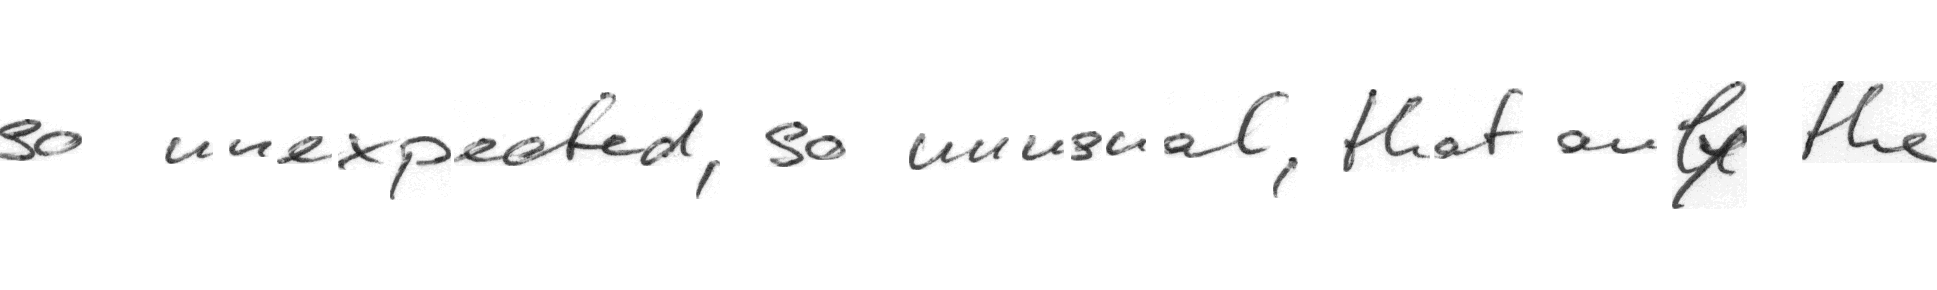 so unexpected, so unusual, that only the